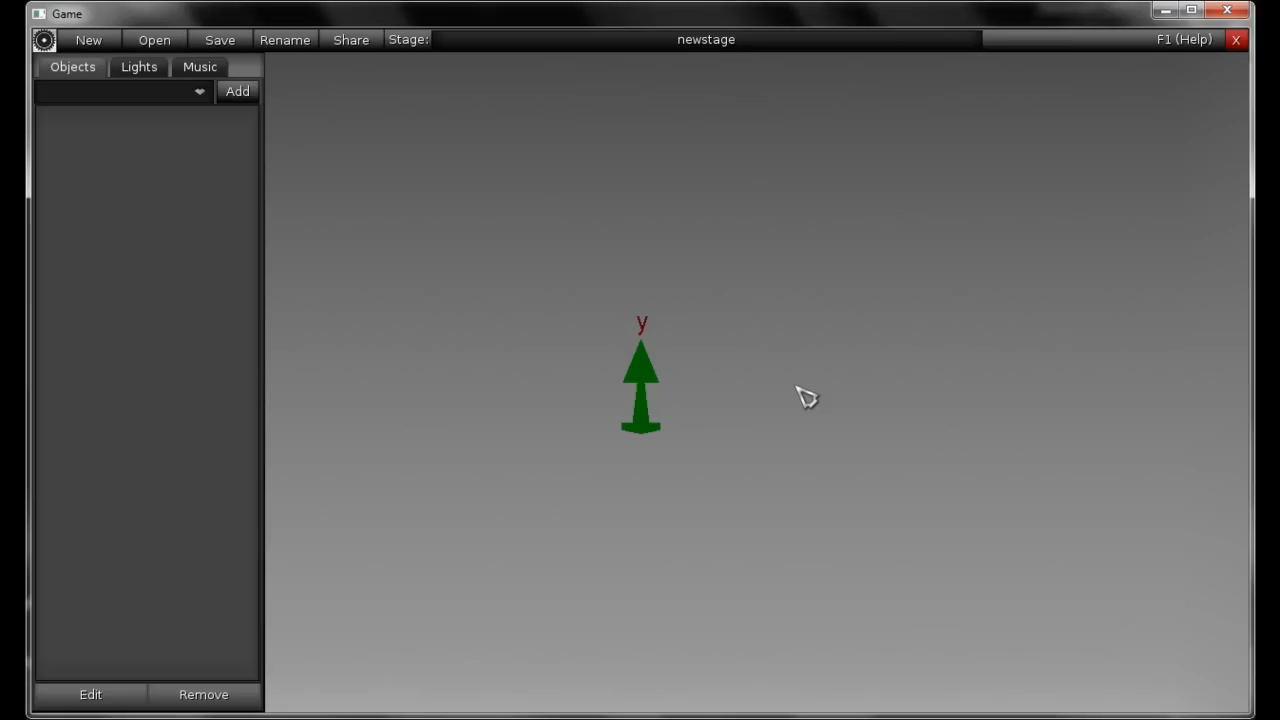 Game
New Open Save Rename Share Stage: newstage F1 (Help) X
Objects Lights Music
Add
y
Edit Remove